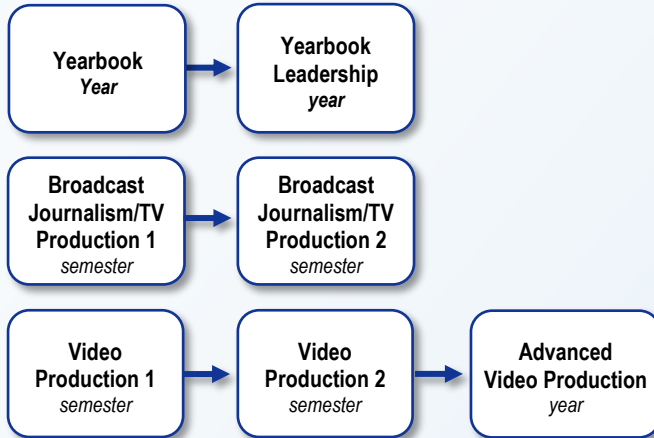 Yearbook
Year
Yearbook
Leadership
year
Broadcast
Journalism/TV
Production 1
semester
Broadcast
Journalism/TV
Production 2
semester
Video
Production 1
semester
Video
Production 2
semester
Advanced
Video Production
year